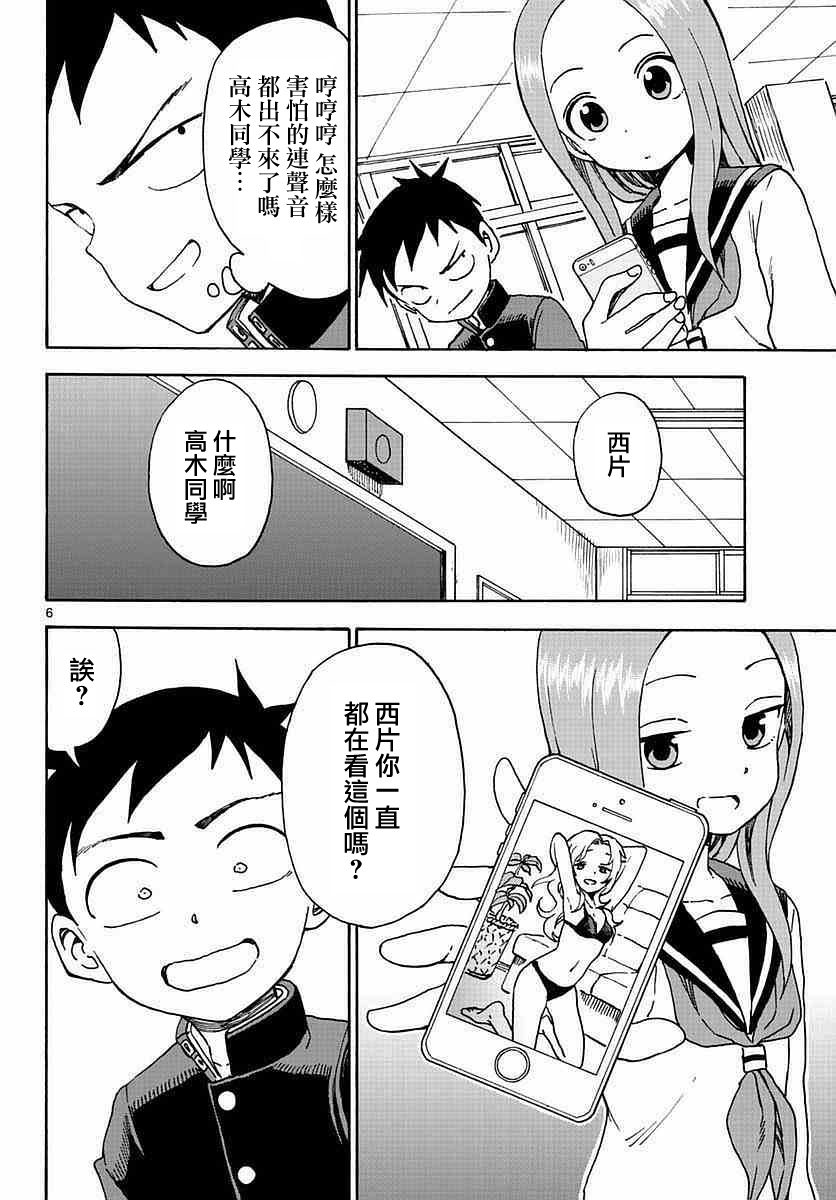 哼哼哼 怎麼樣
害怕的連聲音
都出不來了嗎
高木同學…
西片
什麼啊
高木同學
6
西片你一直
都在看這個嗎?
誒?